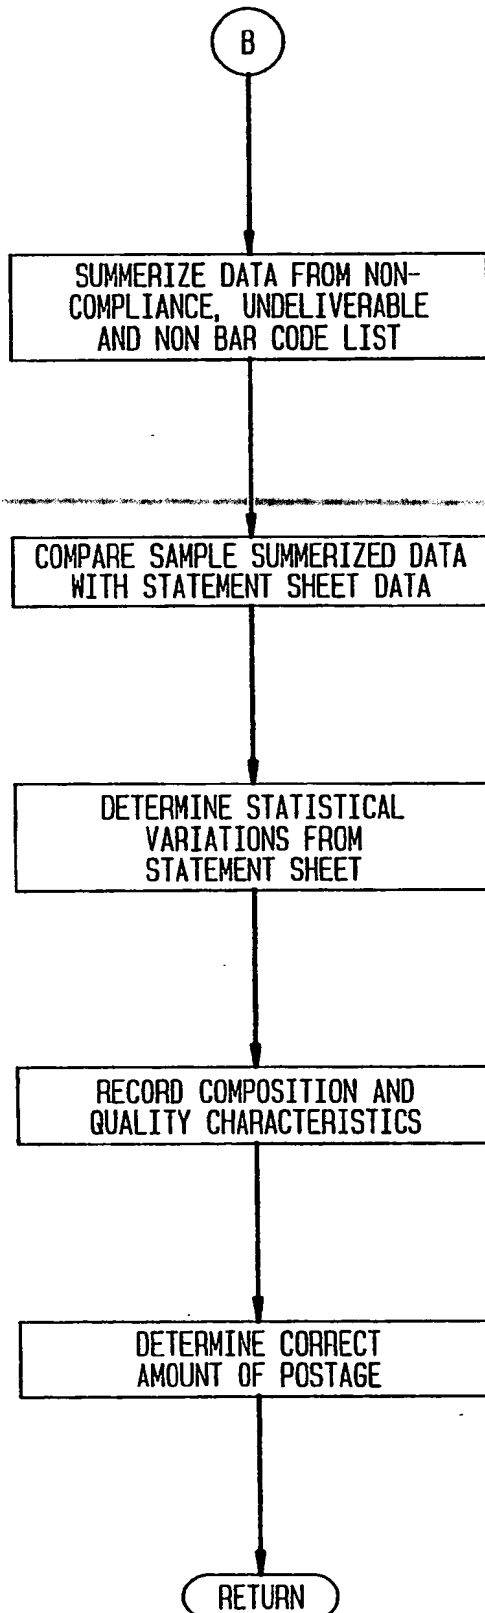 B
SUMMERIZE DATA FROM NON-
COMPLIANCE, UNDELIVERABLE
AND NON BAR CODE LIST
COMPARE SAMPLE SUMMERIZED DATA
WITH STATEMENT SHEET DATA
DETERMINE STATISTICAL
VARIATIONS FROM
STATEMENT SHEET
RECORD COMPOSITION AND
QUALITY CHARACTERISTICS
DETERMINE CORRECT
AMOUNT OF POSTAGE
RETURN